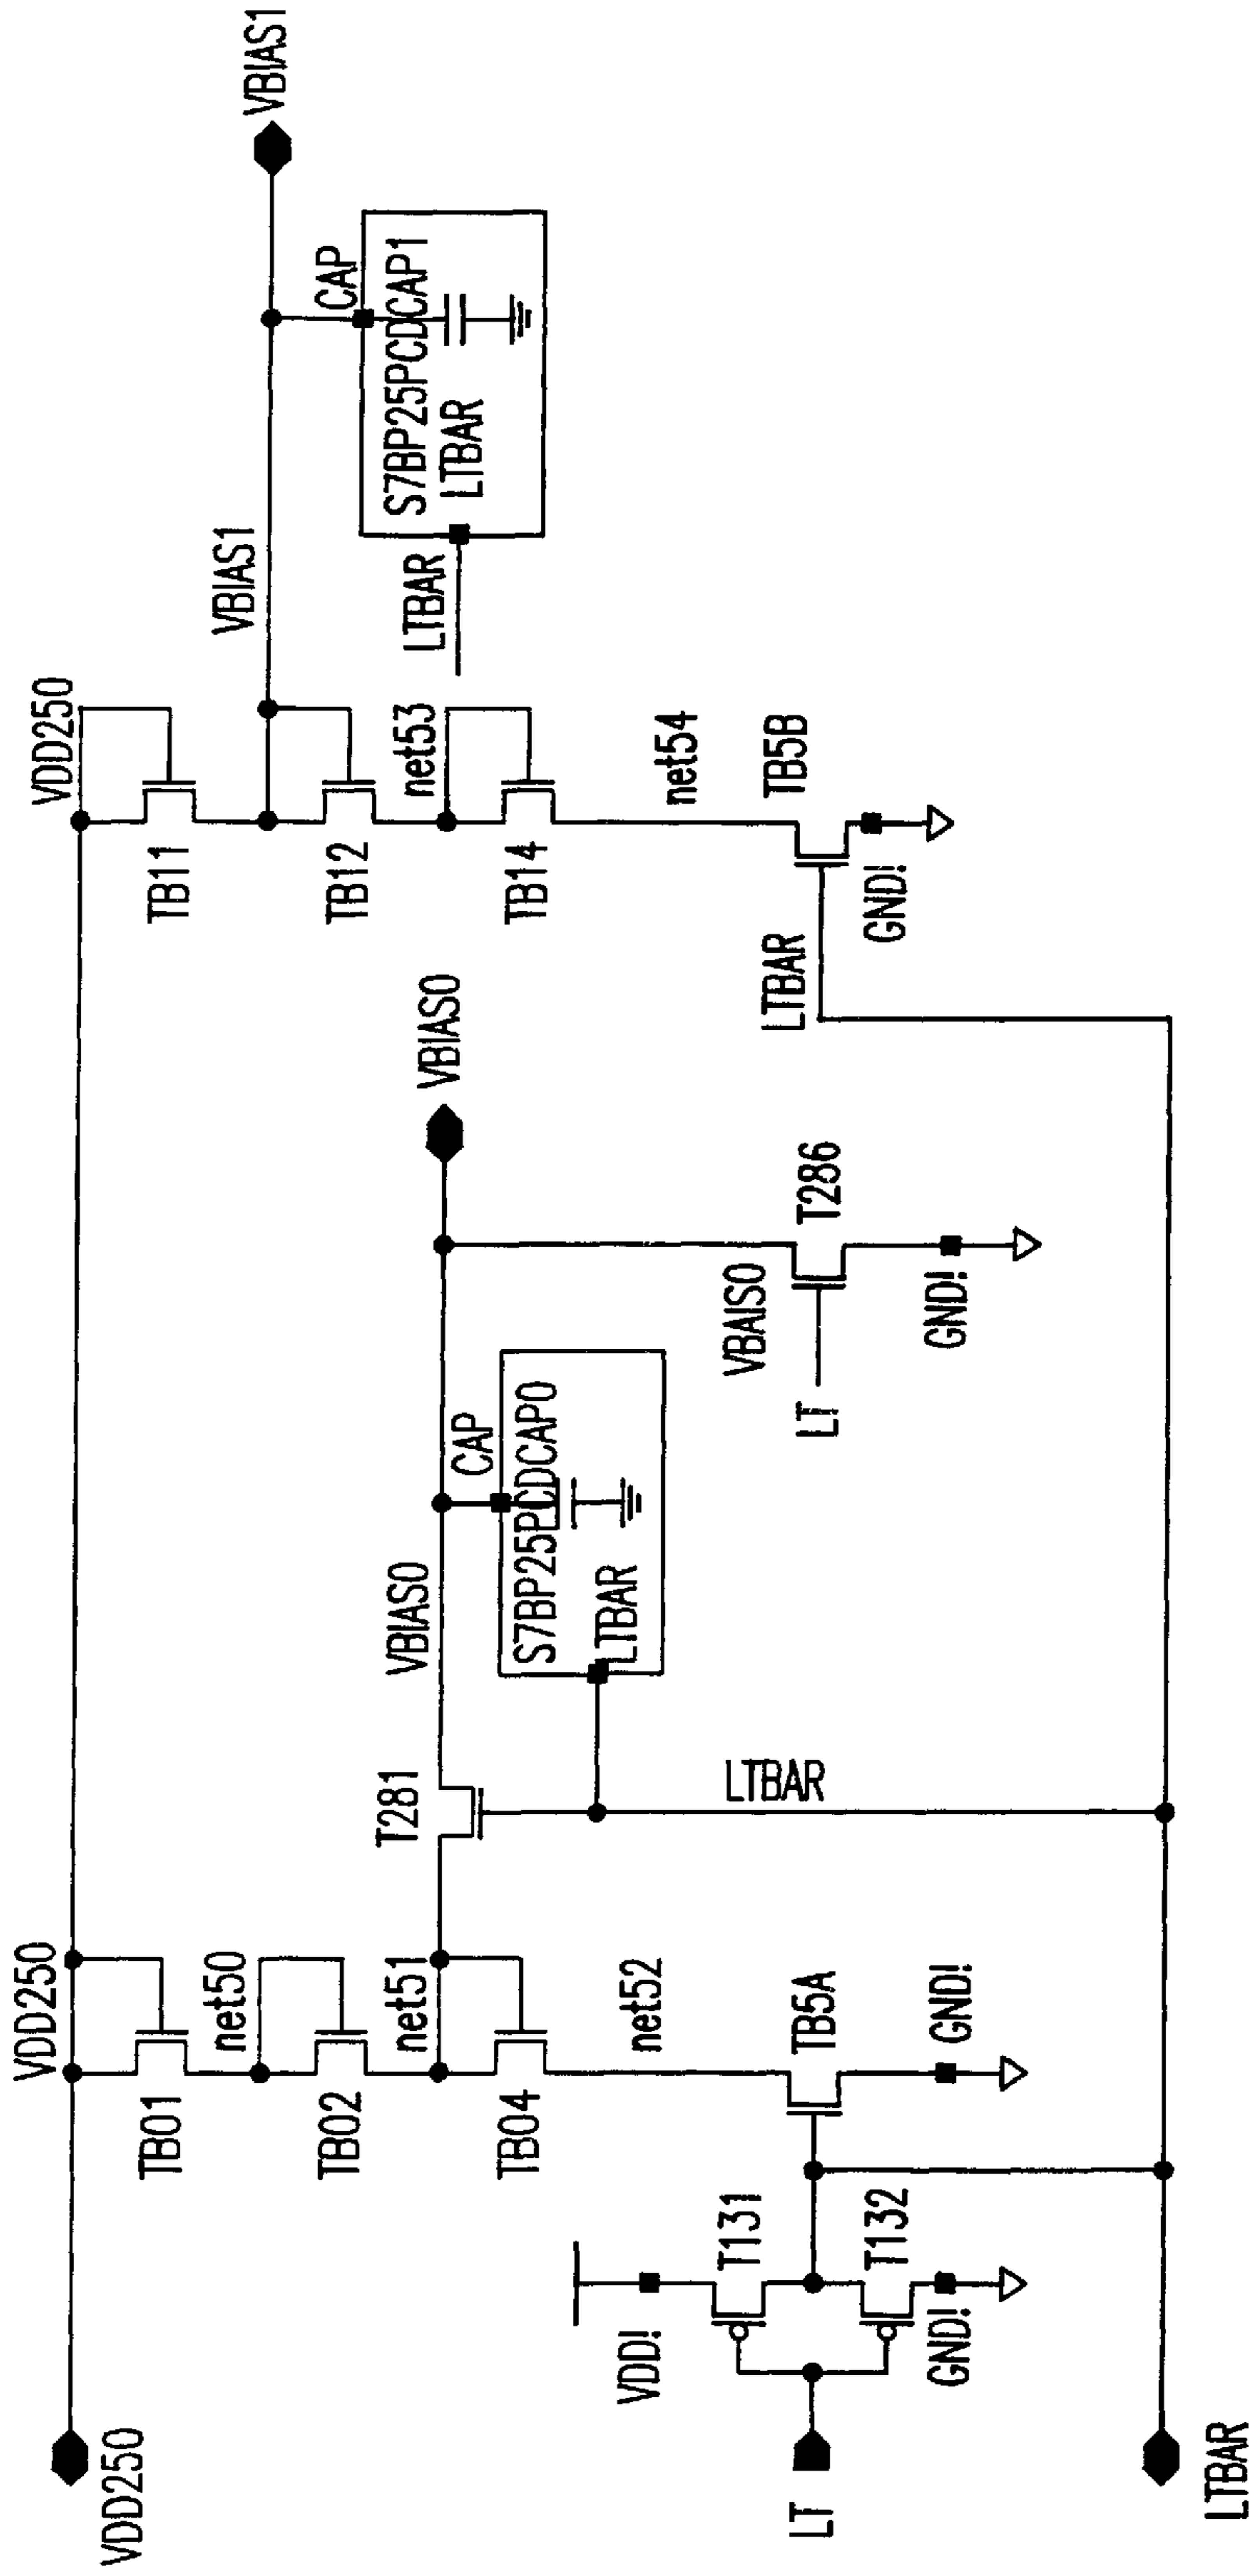 VDD250
VDD250
VDD250
TB01
net50
TB02
net51
TB04
net52
TB5A
GND!
VDD!
T131
T132
GND!
LT
LTBAR
T281
VBIAS0
CAP
S7BP25PCDCAP0
LTBAR
LTBAR
VBIAS0
VBAIS0
T286
LT
GND!
TB11
VBIAS1
VBIAS1
TB12
net53
TB14
net54
TB5B
LTBAR
GND!
CAP
S7BP25PCDCAP1
LTBAR
LTBAR